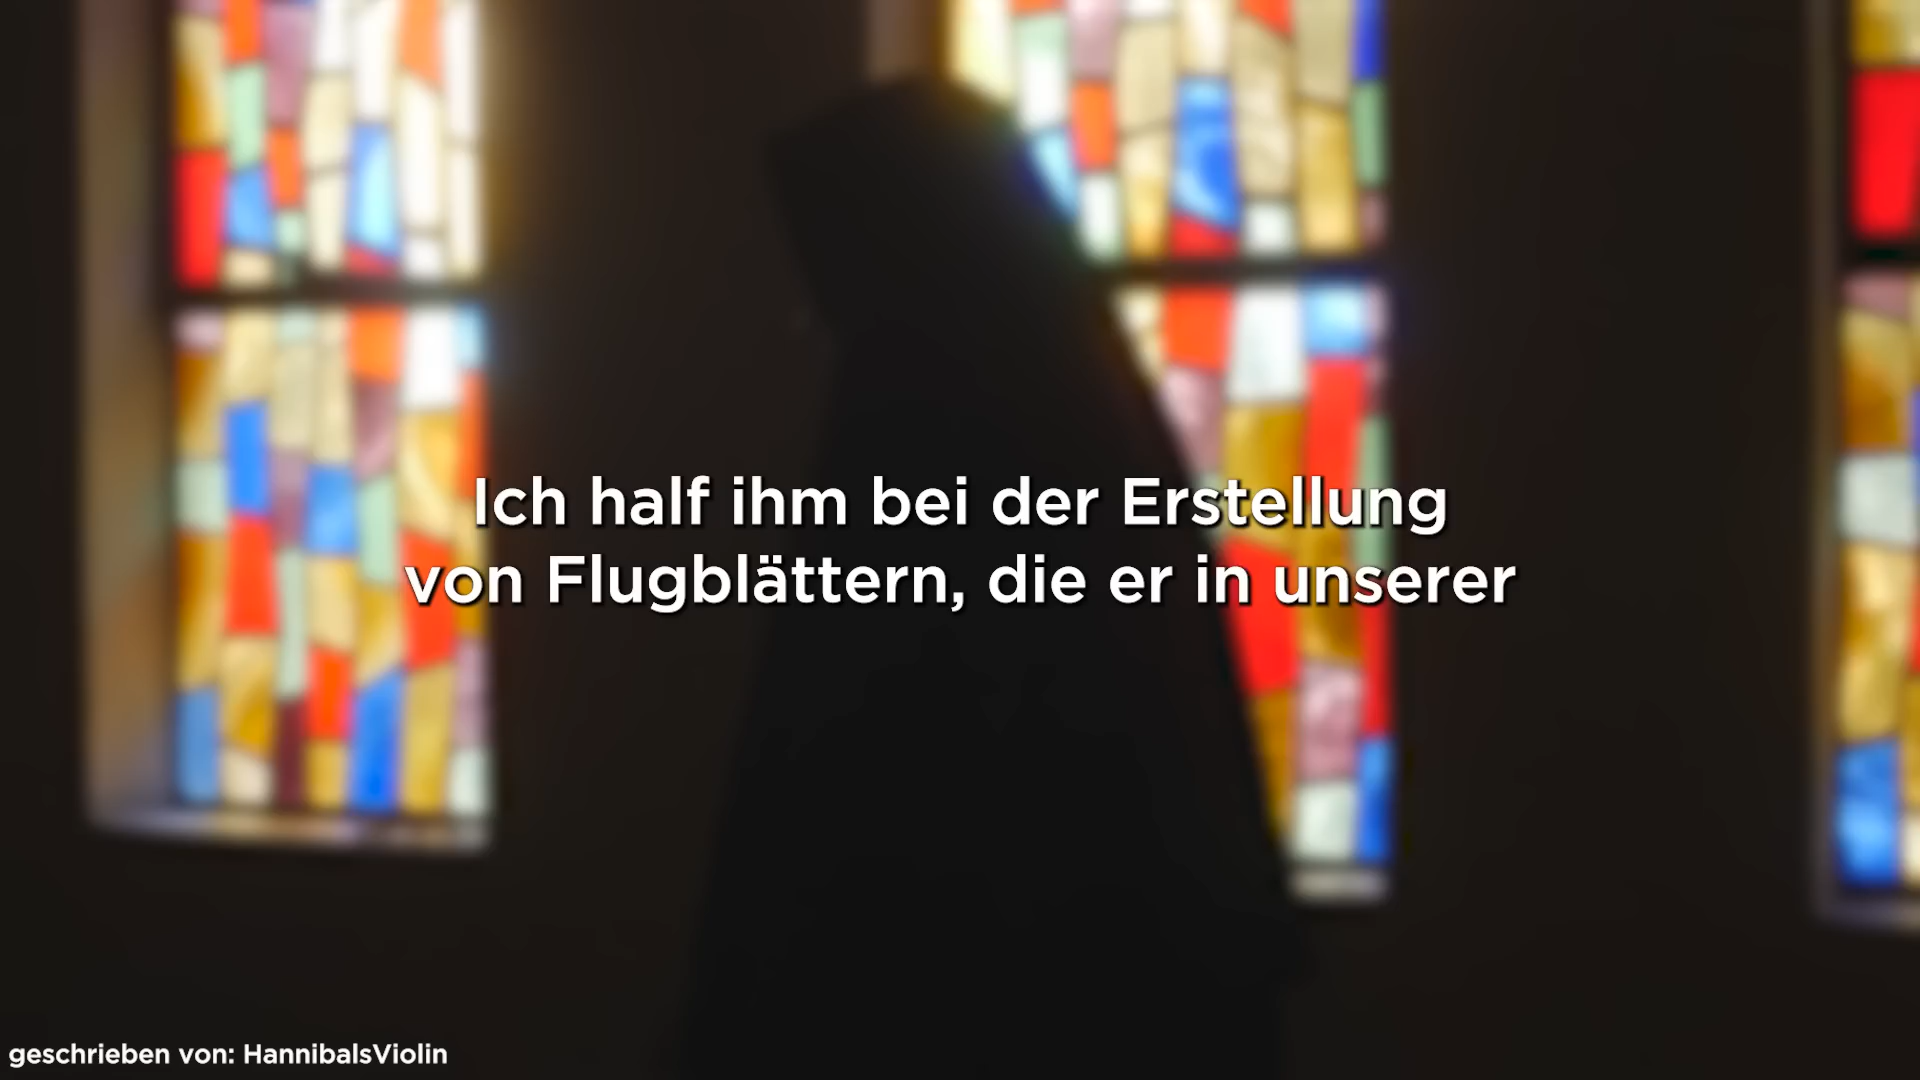 Ich half ihm bei der Erstellung
von Flugblättern, die er in unserer
geschrieben von: HannibalsViolin